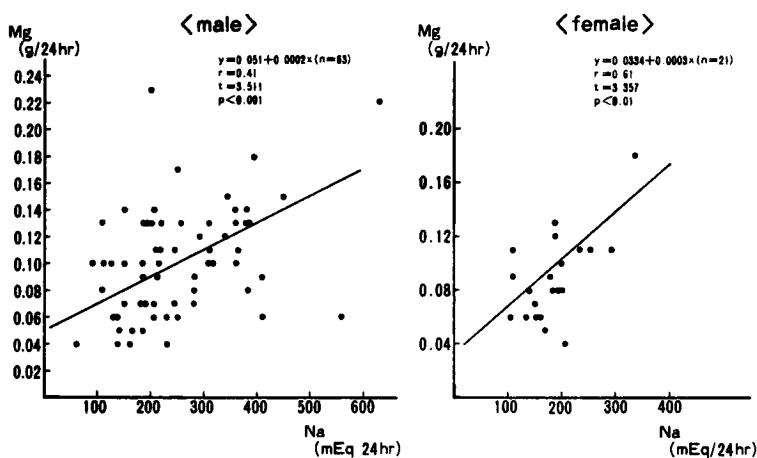 〈male〉
Mg
(g/24hr)
y=0.051+0.0002×(n=63)
r=0.41
t=3.511
p<0.001
0.24
0.22
0.20
0.18
0.16
0.14
0.12
0.10
0.08
0.06
0.04
0.02
100 200 300 400 500 600
Na
(mEq 24hr)
〈female〉
Mg
(g/24hr)
y=0.0334+0.0003×(n=21)
r=0.61
t=3.357
p<0.01
0.20
0.16
0.12
0.08
0.04
100 200 300 400
Na
(mEq/24hr)